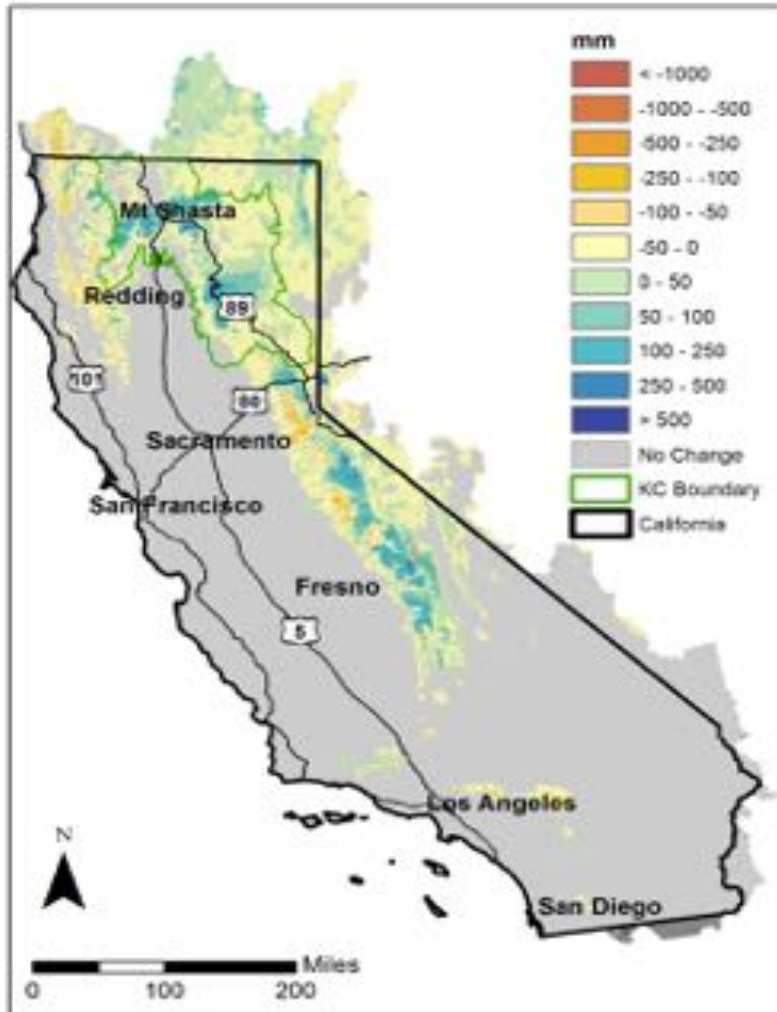 mm
< -1000
-1000 - -500
-500 - -250
-250 - -100
-100 - -50
-50 - 0
0 - 50
50 - 100
100 - 250
250 - 500
> 500
No Change
KC Boundary
California
Mt Shasta
Redding
89
101
80
Sacramento
San Francisco
Fresno
5
Los Angeles
San Diego
N
Miles
0 100 200